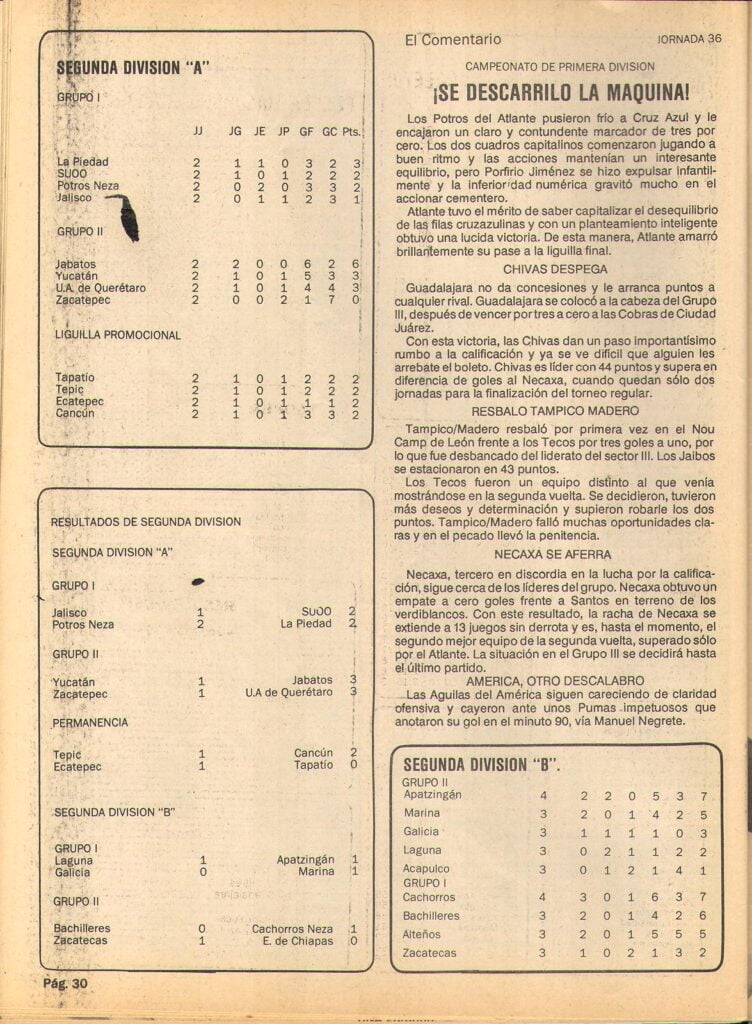 SEGUNDA DIVISION "A"
GRUPO I
JJ JG JE JP GF GC Pts.
La Piedad 2 1 1 0 3 2 3
SUOO 2 1 0 1 2 2 2
Potros Neza 2 0 2 0 3 3 2
Jalisco 2 0 1 1 2 3 1
GRUPO II
Jabatos 2 2 0 0 6 2 6
Yucatán 2 1 0 1 5 3 3
U.A. de Querétaro 2 1 0 1 4 4 3
Zacatepec 2 0 0 2 1 7 0
LIGUILLA PROMOCIONAL
Tapatío 2 1 0 1 2 2 2
Tepic 2 1 0 1 2 2 2
Ecatepec 2 1 0 1 1 1 2
Cancún 2 1 0 1 3 3 2
RESULTADOS DE SEGUNDA DIVISION
SEGUNDA DIVISION "A"
GRUPO I
Jalisco 1 SUOO 2
Potros Neza 2 La Piedad 2
GRUPO II
Yucatán 1 Jabatos 3
Zacatepec 1 U.A de Querétaro 3
PERMANENCIA
Tepic 1 Cancún 2
Ecatepec 1 Tapatío 0
SEGUNDA DIVISION "B"
GRUPO I
Laguna 1 Apatzingán 1
Galicia 0 Marina 1
GRUPO II
Bachilleres 0 Cachorros Neza 1
Zacatecas 1 E. de Chiapas 0
Pág. 30
El Comentario JORNADA 36
CAMPEONATO DE PRIMERA DIVISION
¡SE DESCARRILO LA MAQUINA!
Los Potros del Atlante pusieron frío a Cruz Azul y le
encajaron un claro y contundente marcador de tres por
cero. Los dos cuadros capitalinos comenzaron jugando a
buen ritmo y las acciones mantenían un interesante
equilibrio, pero Porfirio Jiménez se hizo expulsar infantil-
mente y la inferioridad numérica gravitó mucho en el
accionar cementero.
Atlante tuvo el mérito de saber capitalizar el desequilibrio
de las filas cruzazulinas y con un planteamiento inteligente
obtuvo una lucida victoria. De esta manera, Atlante amarró
brillantemente su pase a la liguilla final.
CHIVAS DESPEGA
Guadalajara no da concesiones y le arranca puntos a
cualquier rival. Guadalajara se colocó a la cabeza del Grupo
III, después de vencer por tres a cero a las Cobras de Ciudad
Juárez.
Con esta victoria, las Chivas dan un paso importantísimo
rumbo a la calificación y ya se ve difícil que alguien les
arrebate el boleto. Chivas es líder con 44 puntos y supera en
diferencia de goles al Necaxa, cuando quedan sólo dos
jornadas para la finalización del torneo regular.
RESBALO TAMPICO MADERO
Tampico/Madero resbaló por primera vez en el Nou
Camp de León frente a los Tecos por tres goles a uno, por
lo que fue desbancado del liderato del sector III. Los Jaibos
se estacionaron en 43 puntos.
Los Tecos fueron un equipo distinto al que venía
mostrándose en la segunda vuelta. Se decidieron, tuvieron
más deseos y determinación y supieron robarle los dos
puntos. Tampico/Madero falló muchas oportunidades cla-
ras y en el pecado llevó la penitencia.
NECAXA SE AFERRA
Necaxa, tercero en discordia en la lucha por la califica-
ción, sigue cerca de los líderes del grupo. Necaxa obtuvo un
empate a cero goles frente a Santos en terreno de los
verdiblancos. Con este resultado, la racha de Necaxa se
extiende a 13 juegos sin derrota y es, hasta el momento, el
segundo mejor equipo de la segunda vuelta, superado sólo
por el Atlante. La situación en el Grupo III se decidirá hasta
el último partido.
AMERICA, OTRO DESCALABRO
Las Aguilas del América siguen careciendo de claridad
ofensiva y cayeron ante unos Pumas impetuosos que
anotaron su gol en el minuto 90, vía Manuel Negrete.
SEGUNDA DIVISION "B".
GRUPO II
Apatzingán 4 2 2 0 5 3 7
Marina 3 2 0 1 4 2 5
Galicia 3 1 1 1 1 0 3
Laguna 3 0 2 1 1 2 2
Acapulco 3 0 1 2 1 4 1
GRUPO I
Cachorros 4 3 0 1 6 3 7
Bachilleres 3 2 0 1 4 2 6
Alteños 3 2 0 1 5 5 5
Zacatecas 3 1 0 2 1 3 2